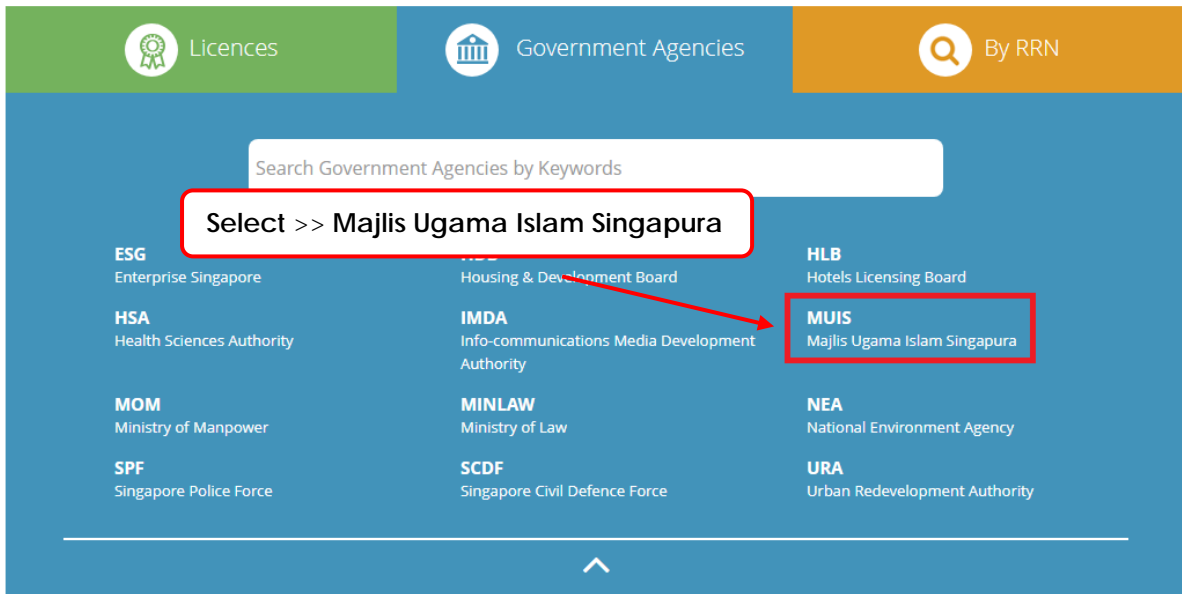 Licences
Government Agencies
By RRN
Search Government Agencies by Keywords
Select >> Majlis Ugama Islam Singapura
ESG
Enterprise Singapore
Housing & Development Board
HLB
Hotels Licensing Board
HSA
Health Sciences Authority
IMDA
Info-communications Media Development
Authority
MUIS
Majlis Ugama Islam Singapura
MOM
Ministry of Manpower
MINLAW
Ministry of Law
NEA
National Environment Agency
SPF
Singapore Police Force
SCDF
Singapore Civil Defence Force
URA
Urban Redevelopment Authority